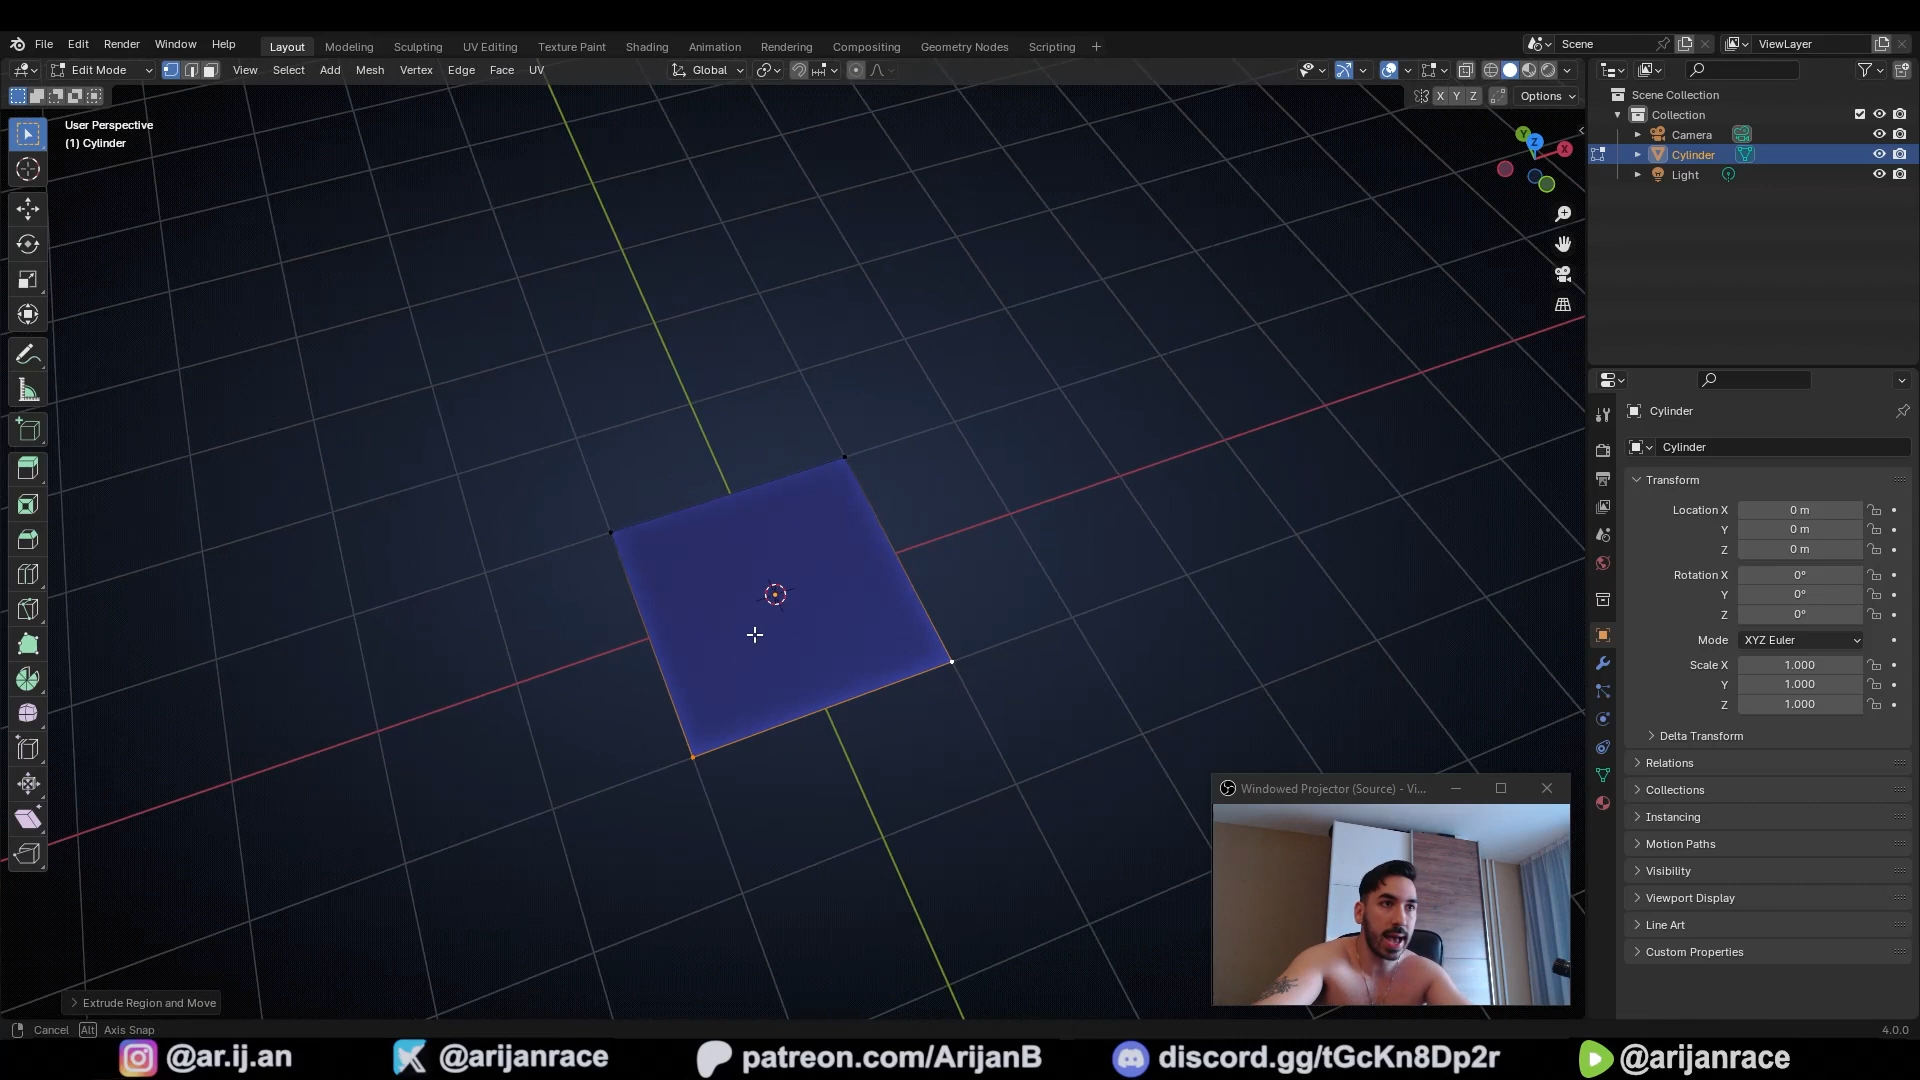 File Edit Render Window Help Layout Modeling Sculpting UV Editing Texture Paint Shading Animation Rendering Compositing Geometry Nodes Scripting +
Scene
ViewLayer
Edit Mode View Select Add Mesh Vertex Edge Face UV
Global
X Y Z Options
User Perspective
(1) Cylinder
Y
Z
X
Scene Collection
Collection
Camera
Cylinder
Light
Cylinder
Cylinder
Transform
Location X 0 m
Y 0 m
Z 0 m
Rotation X 0°
Y 0°
Z 0°
Mode XYZ Euler
Scale X 1.000
Y 1.000
Z 1.000
Delta Transform
Relations
Collections
Instancing
Motion Paths
Visibility
Viewport Display
Line Art
Custom Properties
Windowed Projector (Source) - Vi...
Extrude Region and Move
Cancel Alt Axis Snap
4.0.0
@ar.ij.an
@arijanrace
patreon.com/ArijanB
discord.gg/tGcKn8Dp2r
@arijanrace